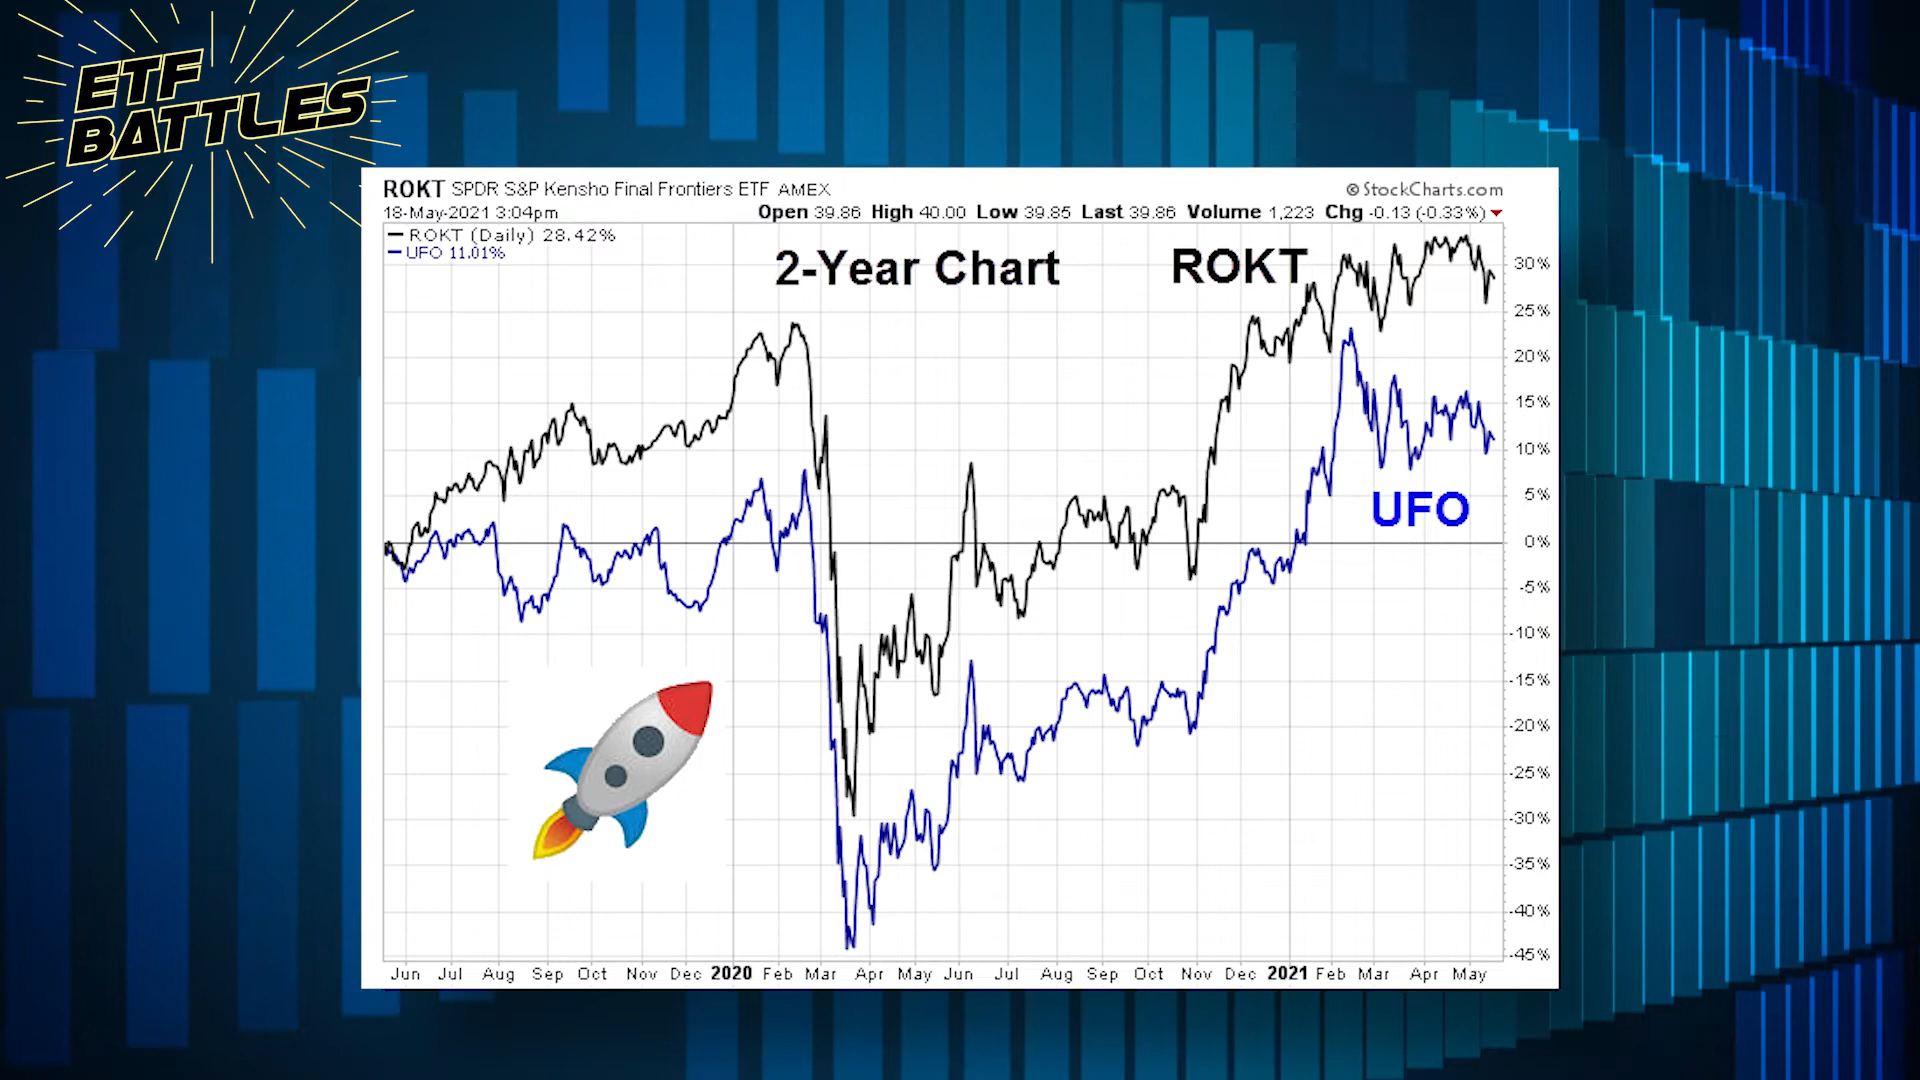 ETF
BATTLES
ROKT SPDR S&P Kensho Final Frontiers ETF AMEX
© StockCharts.com
18-May-2021 3:04pm
Open 39.86 High 40.00 Low 39.85 Last 39.86 Volume 1,223 Chg -0.13 (-0.33%)
ROKT (Daily) 28.42%
UFO 11.01%
2-Year Chart
ROKT
UFO
30%
25%
20%
15%
10%
5%
0%
-5%
-10%
-15%
-20%
-25%
-30%
-35%
-40%
-45%
Jun Jul Aug Sep Oct Nov Dec 2020 Feb Mar Apr May Jun Jul Aug Sep Oct Nov Dec 2021 Feb Mar Apr May